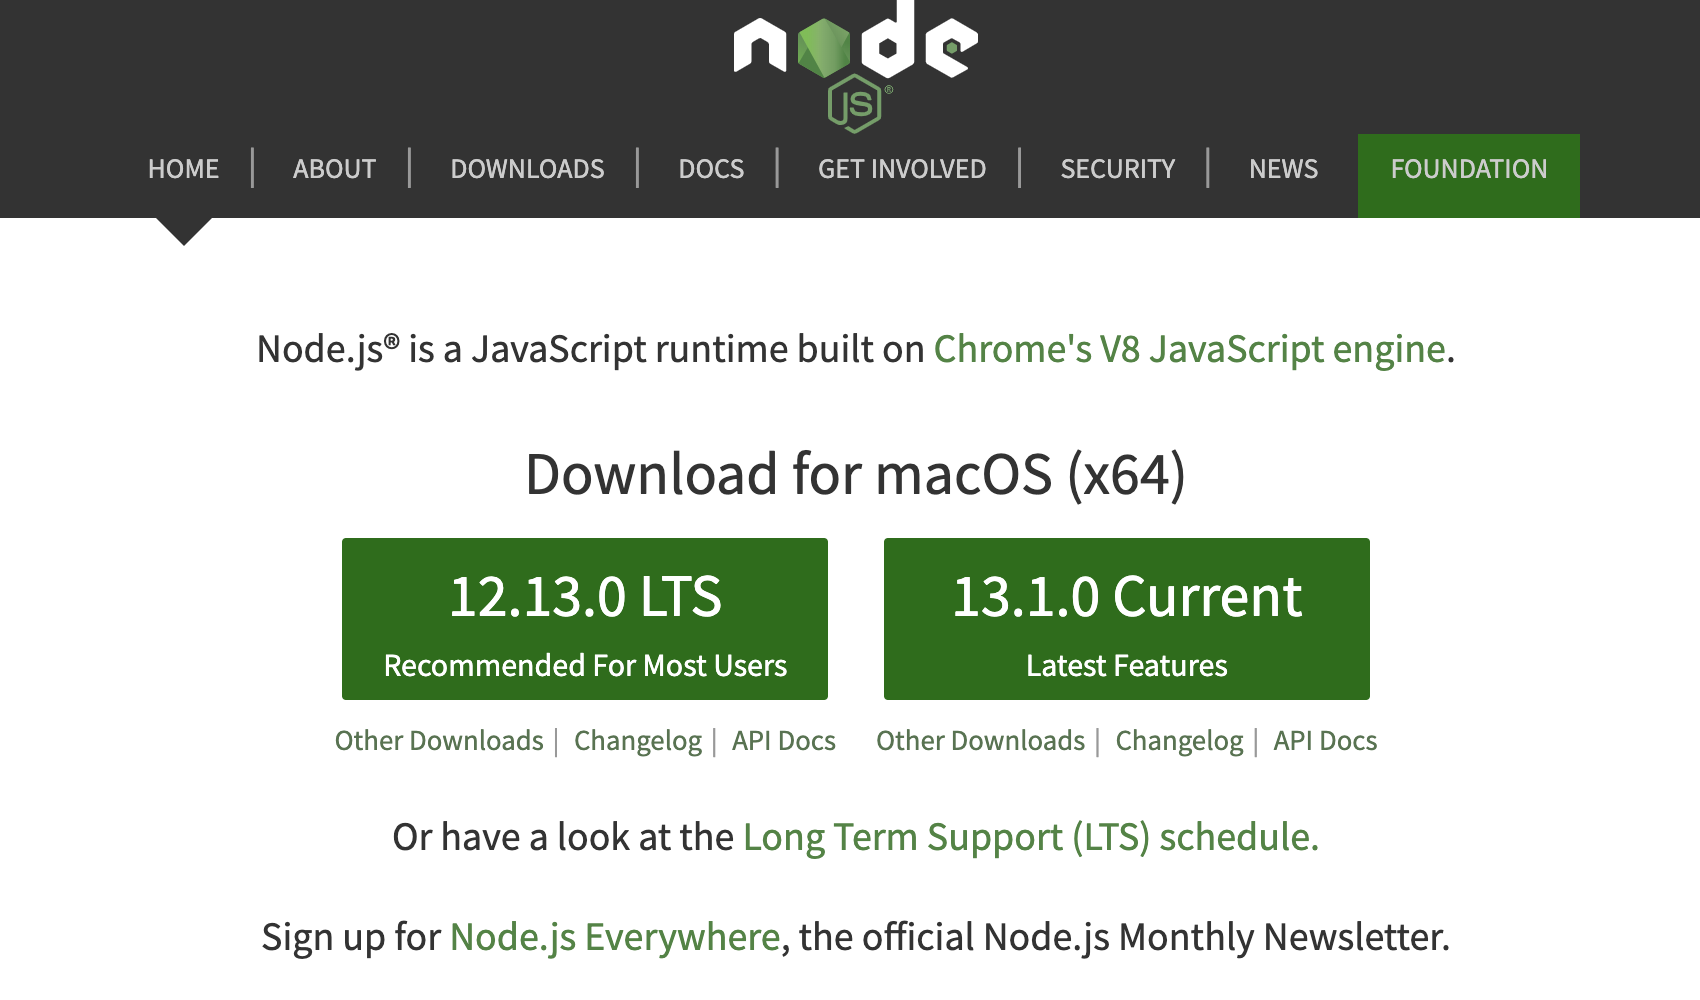 node
JS®
HOME | ABOUT | DOWNLOADS | DOCS | GET INVOLVED | SECURITY | NEWS FOUNDATION
Node.js® is a JavaScript runtime built on Chrome's V8 JavaScript engine.
Download for macOS (x64)
12.13.0 LTS 13.1.0 Current
Recommended For Most Users Latest Features
Other Downloads | Changelog | API Docs Other Downloads | Changelog | API Docs
Or have a look at the Long Term Support (LTS) schedule.
Sign up for Node.js Everywhere, the official Node.js Monthly Newsletter.